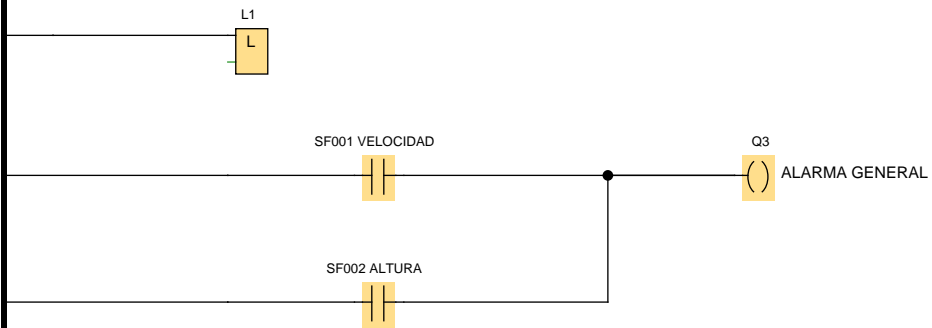 L1
L
SF001 VELOCIDAD
Q3
ALARMA GENERAL
SF002 ALTURA